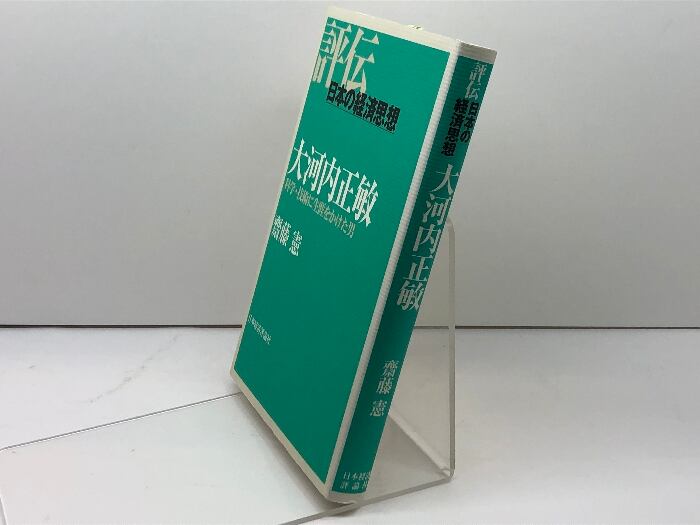 評伝
日本の経済思想
大河内正敏
科学・技術に生涯をかけた男
齋藤憲
日本経済評論社
評伝
日本の
経済思想
大河内正敏
齋藤 憲
日本経済
評論社